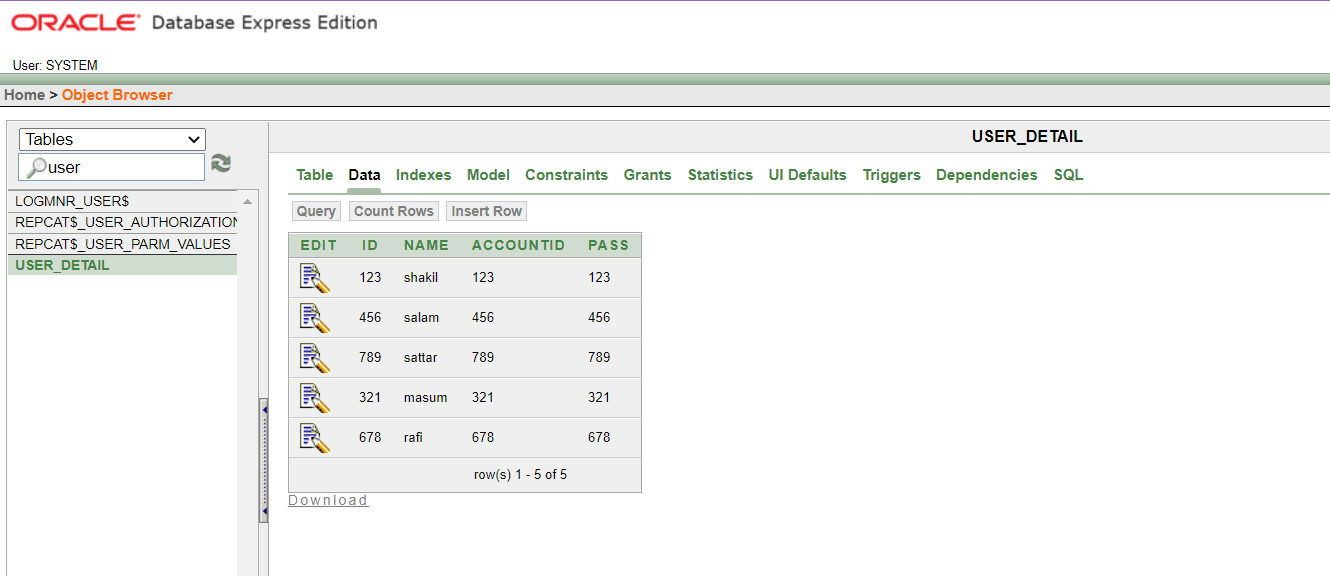 ORACLE Database Express Edition
User: SYSTEM
Home > Object Browser
Tables
user
LOGMNR_USER$
REPCAT$_USER_AUTHORIZATION
REPCAT$_USER_PARM_VALUES
USER_DETAIL
USER_DETAIL
Table Data Indexes Model Constraints Grants Statistics UI Defaults Triggers Dependencies SQL
Query Count Rows Insert Row
EDIT ID NAME ACCOUNTID PASS
123 shakil 123 123
456 salam 456 456
789 sattar 789 789
321 masum 321 321
678 rafi 678 678
row(s) 1 - 5 of 5
Download